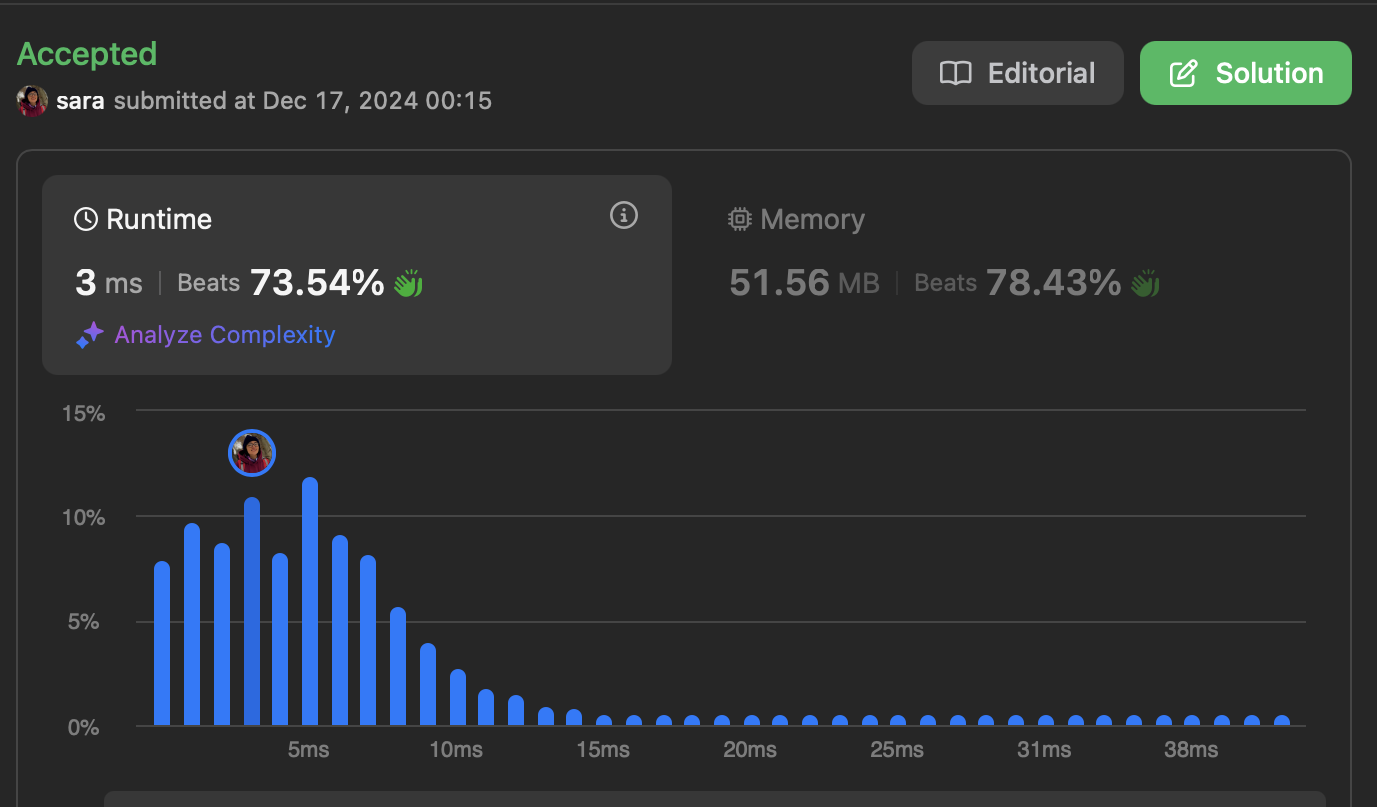 Accepted
Editorial
Solution
sara submitted at Dec 17, 2024 00:15
Runtime
Memory
3 ms | Beats 73.54%
51.56 MB | Beats 78.43%
Analyze Complexity
15%
10%
5%
0%
5ms 10ms 15ms 20ms 25ms 31ms 38ms